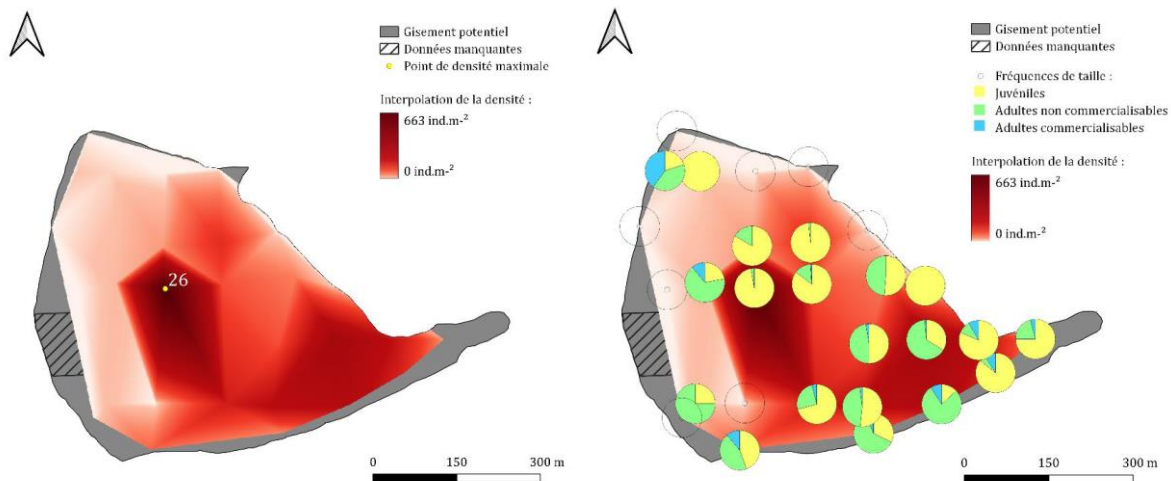 Gisement potentiel
Données manquantes
Point de densité maximale
Interpolation de la densité :
663 ind.m-²
0 ind.m-²
26
0 150 300 m
Gisement potentiel
Données manquantes
Fréquences de taille :
Juvéniles
Adultes non commercialisables
Adultes commercialisables
Interpolation de la densité :
663 ind.m-²
0 ind.m-²
0 150 300 m